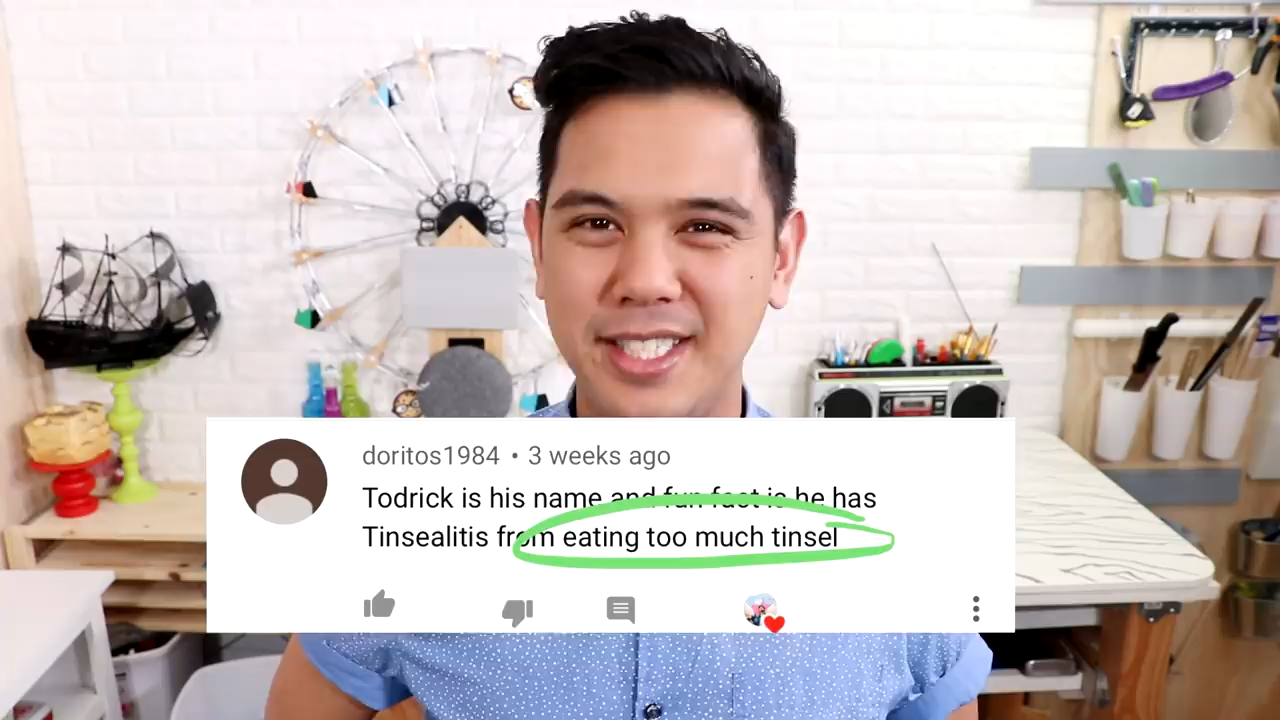 doritos1984 • 3 weeks ago
Todrick is his name and fun fact is he has
Tinsealitis from eating too much tinsel